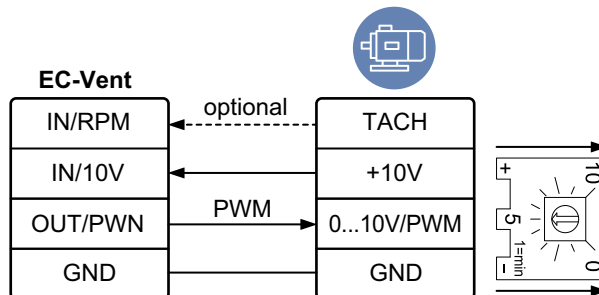 EC-Vent
optional
IN/RPM
TACH
IN/10V
+10V
OUT/PWN
PWM
0...10V/PWM
GND
GND
+
5
-
10
1=min
0